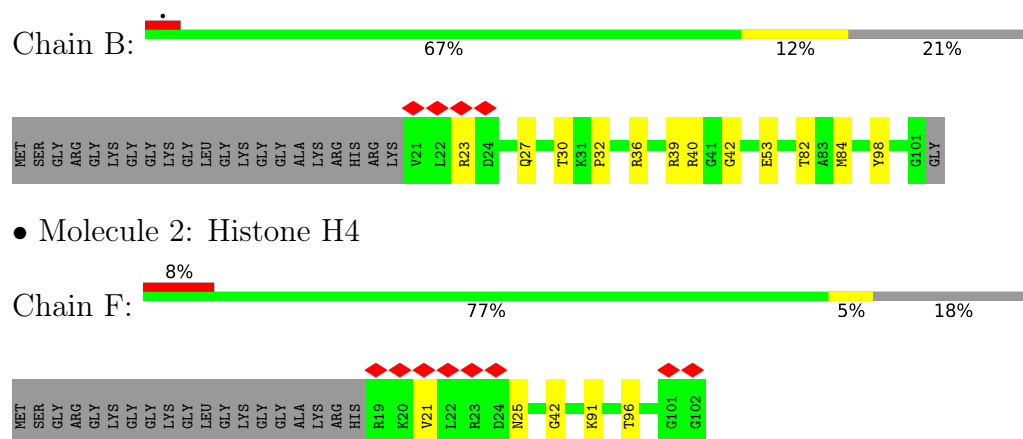 •
Chain B:
67% 12% 21%
MET SER GLY ARG GLY LYS GLY GLY LYS GLY LEU GLY LYS GLY GLY ALA LYS ARG HIS ARG LYS V21 L22 R23 D24 Q27 T30 K31 P32 R36 R39 R40 G41 G42 E53 T82 A83 M84 Y98 G101 GLY
• Molecule 2: Histone H4
8%
Chain F:
77% 5% 18%
MET SER GLY ARG GLY LYS GLY GLY LYS GLY LEU GLY LYS GLY GLY ALA LYS ARG HIS R19 K20 V21 L22 R23 D24 N25 G42 K91 T96 G101 G102